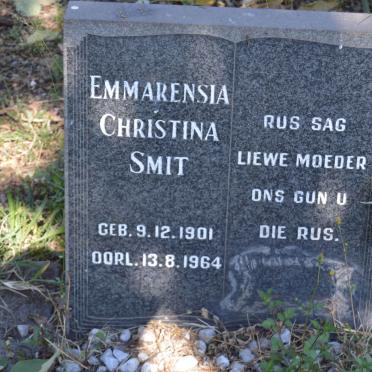 EMMARENSIA
CHRISTINA
SMIT
GEB. 9.12.1901
OORL. 13.8.1964
RUS SAG
LIEWE MOEDER
ONS GUN U
DIE RUS.